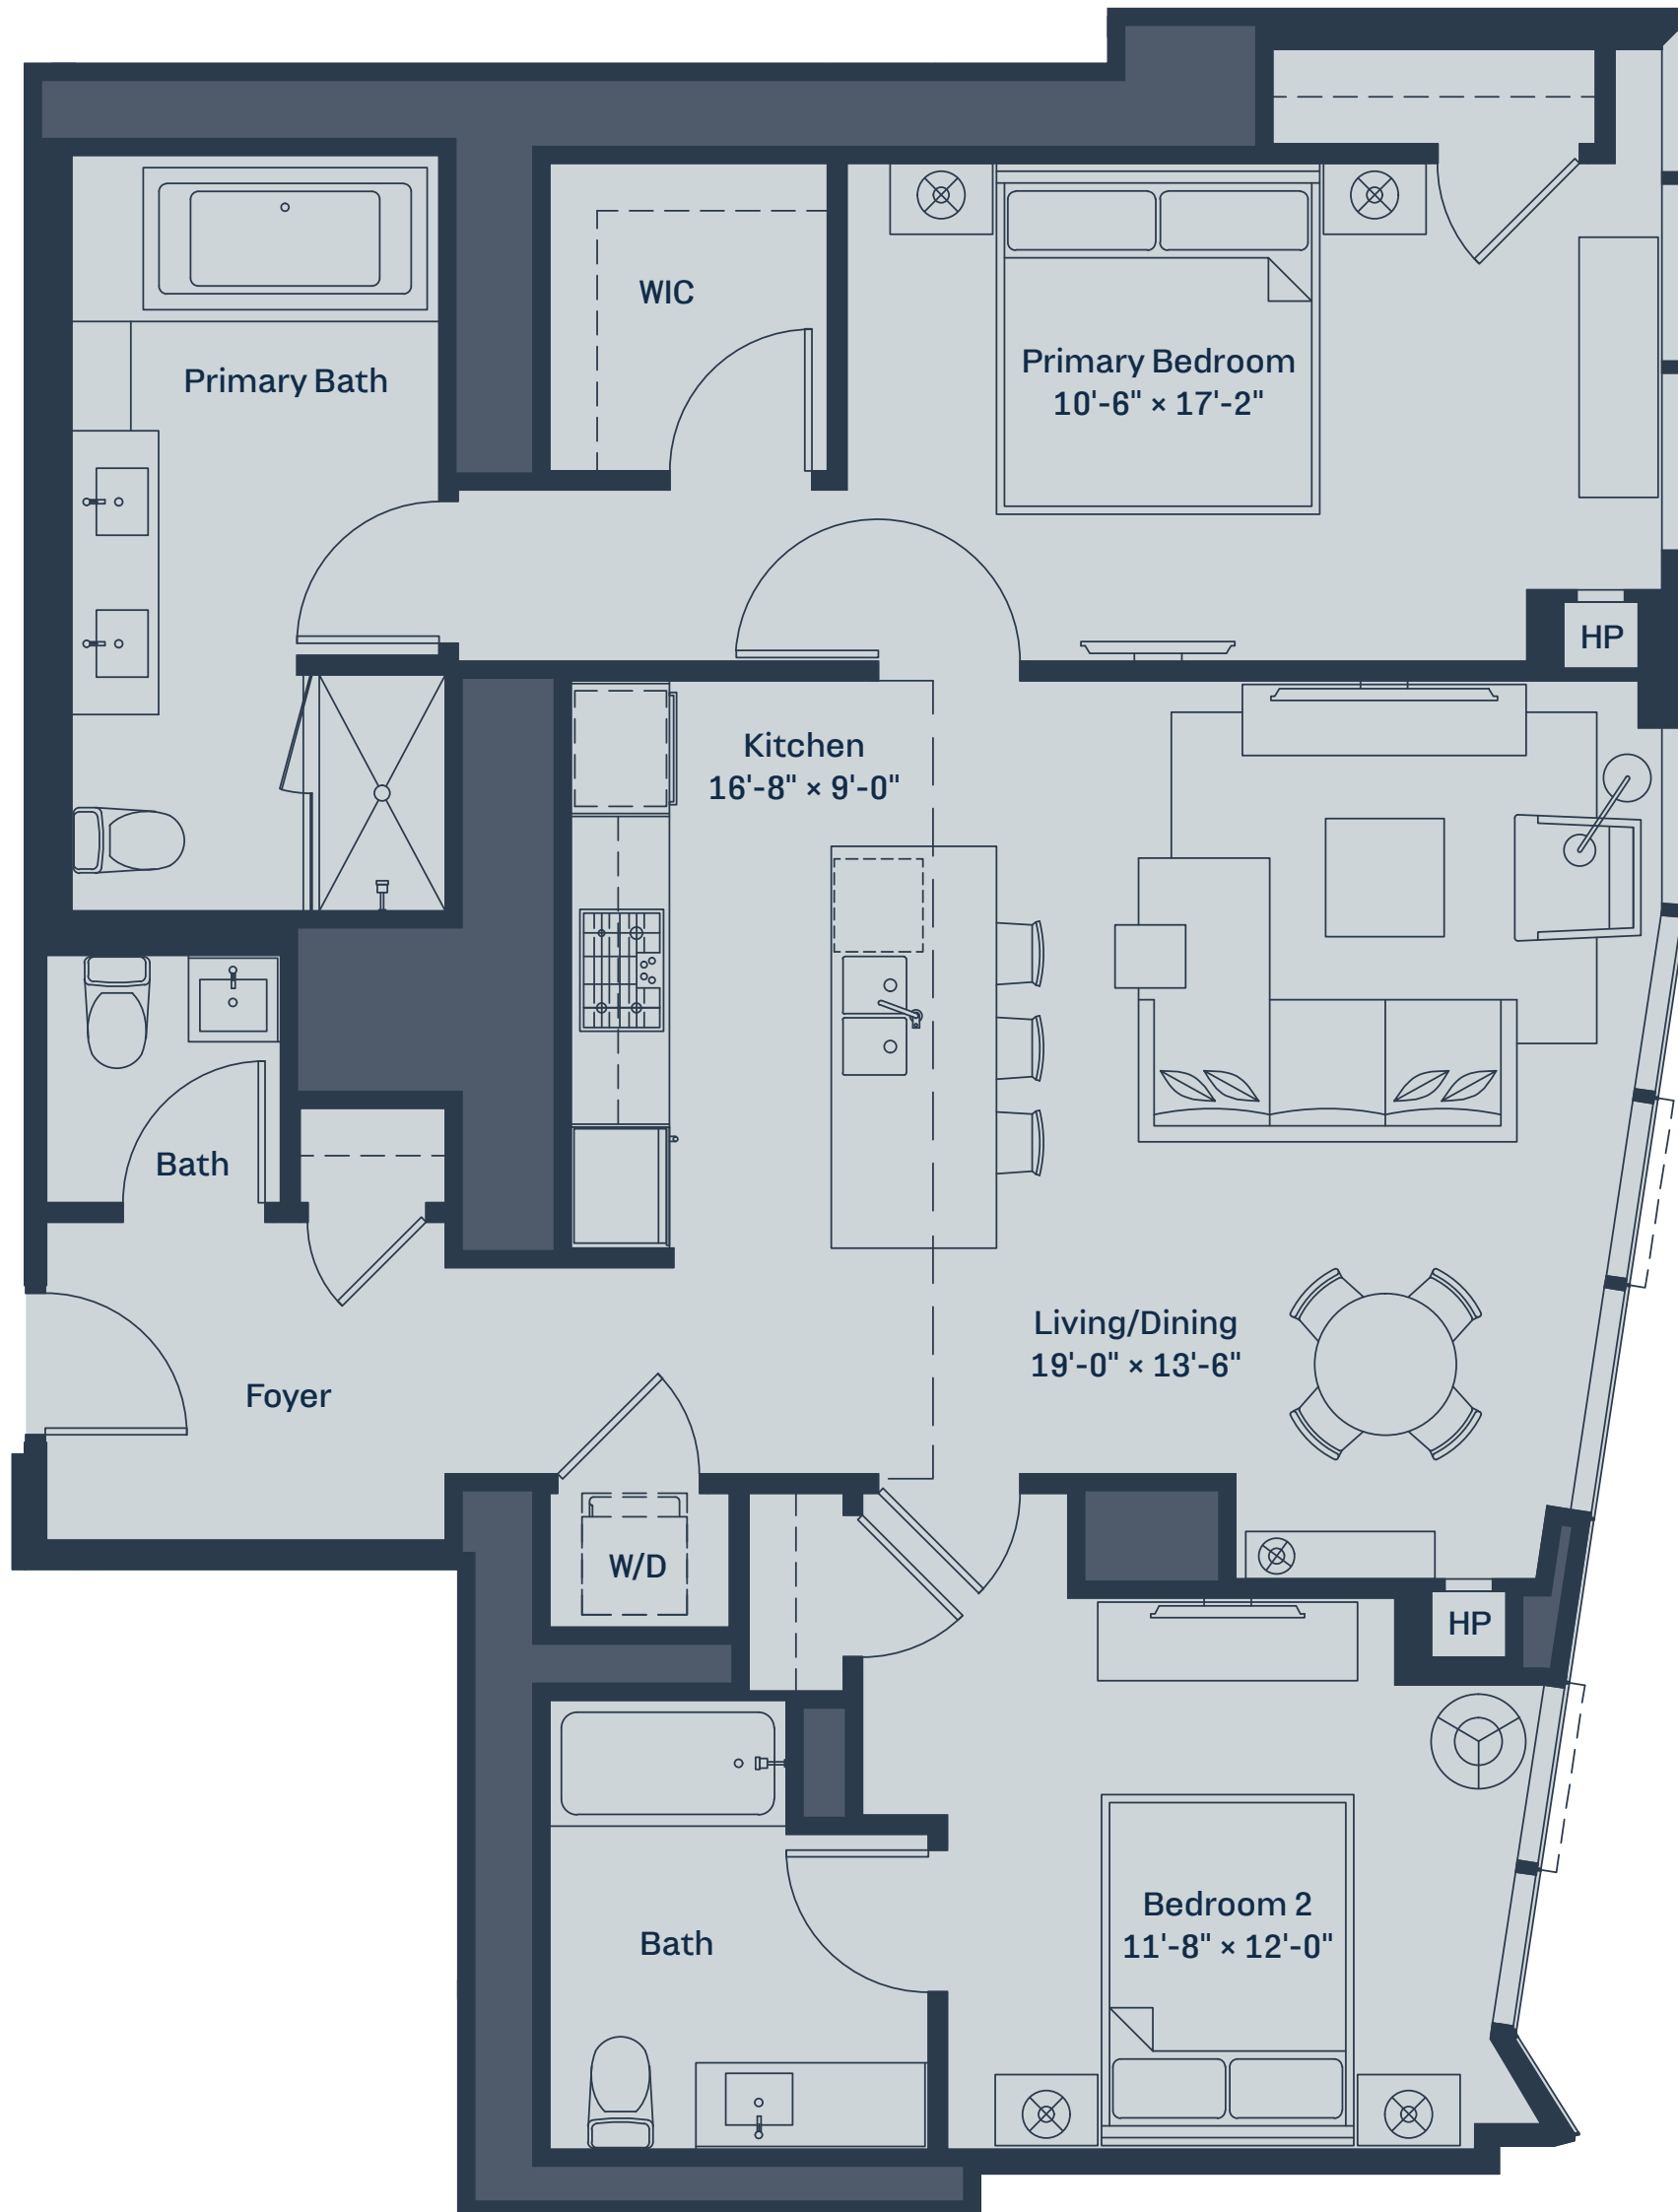 WIC
Primary Bath
Primary Bedroom
10'-6" × 17'-2"
HP
Kitchen
16'-8" × 9'-0"
Bath
Living/Dining
19'-0" × 13'-6"
Foyer
W/D
HP
Bedroom 2
11'-8" × 12'-0"
Bath